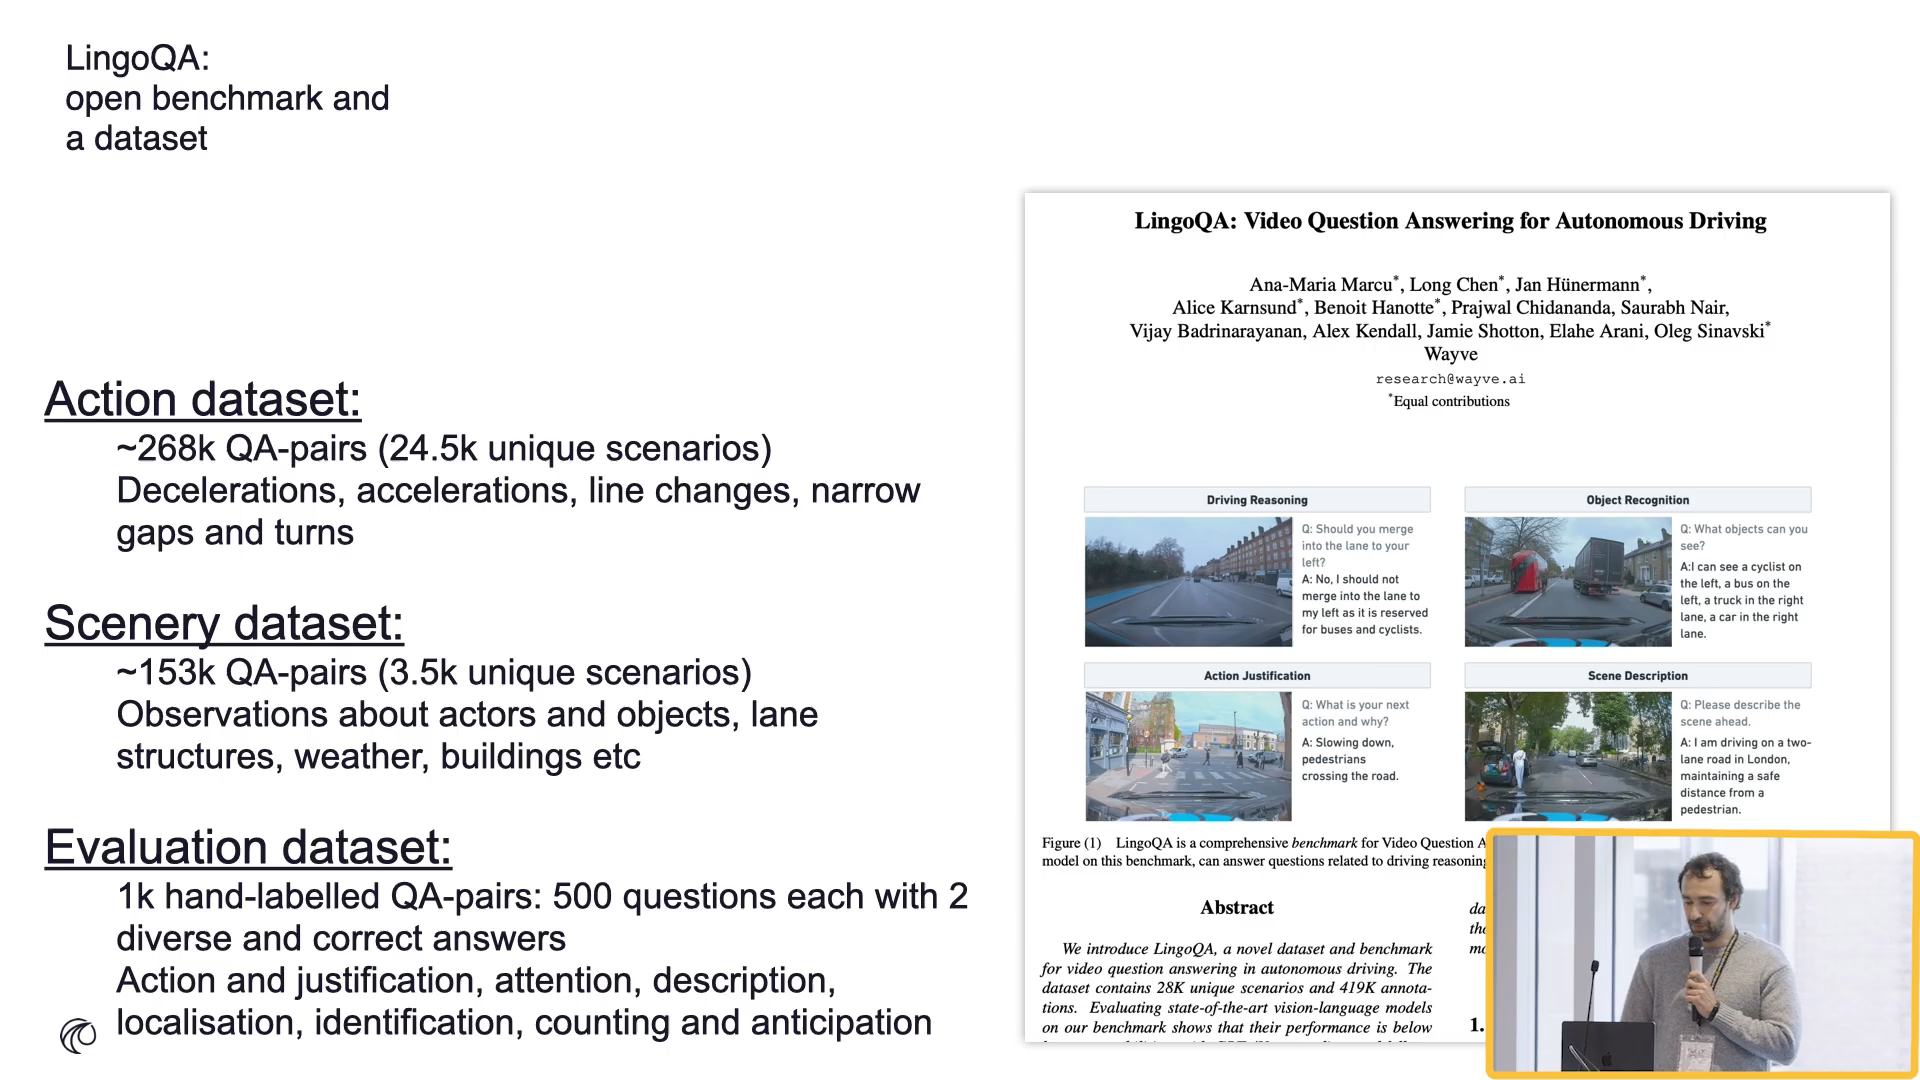 LingoQA:
open benchmark and
a dataset
Action dataset:
~268k QA-pairs (24.5k unique scenarios)
Decelerations, accelerations, line changes, narrow
gaps and turns
Scenery dataset:
~153k QA-pairs (3.5k unique scenarios)
Observations about actors and objects, lane
structures, weather, buildings etc
Evaluation dataset:
1k hand-labelled QA-pairs: 500 questions each with 2
diverse and correct answers
Action and justification, attention, description,
localisation, identification, counting and anticipation
LingoQA: Video Question Answering for Autonomous Driving
Ana-Maria Marcu*, Long Chen*, Jan Hünermann*,
Alice Karnsund*, Benoit Hanotte*, Prajwal Chidananda, Saurabh Nair,
Vijay Badrinarayanan, Alex Kendall, Jamie Shotton, Elahe Arani, Oleg Sinavski*
Wayve
research@wayve.ai
*Equal contributions
Driving Reasoning
Q: Should you merge
into the lane to your
left?
A: No, I should not
merge into the lane to
my left as it is reserved
for buses and cyclists.
Object Recognition
Q: What objects can you
see?
A:I can see a cyclist on
the left, a bus on the
left, a truck in the right
lane, a car in the right
lane.
Action Justification
Q: What is your next
action and why?
A: Slowing down,
pedestrians
crossing the road.
Scene Description
Q: Please describe the
scene ahead.
A: I am driving on a two-
lane road in London,
maintaining a safe
distance from a
pedestrian.
Figure (1) LingoQA is a comprehensive benchmark for Video Question A
model on this benchmark, can answer questions related to driving reasoning
Abstract
We introduce LingoQA, a novel dataset and benchmark
for video question answering in autonomous driving. The
dataset contains 28K unique scenarios and 419K annota-
tions. Evaluating state-of-the-art vision-language models
on our benchmark shows that their performance is below
da
the
mo
1.